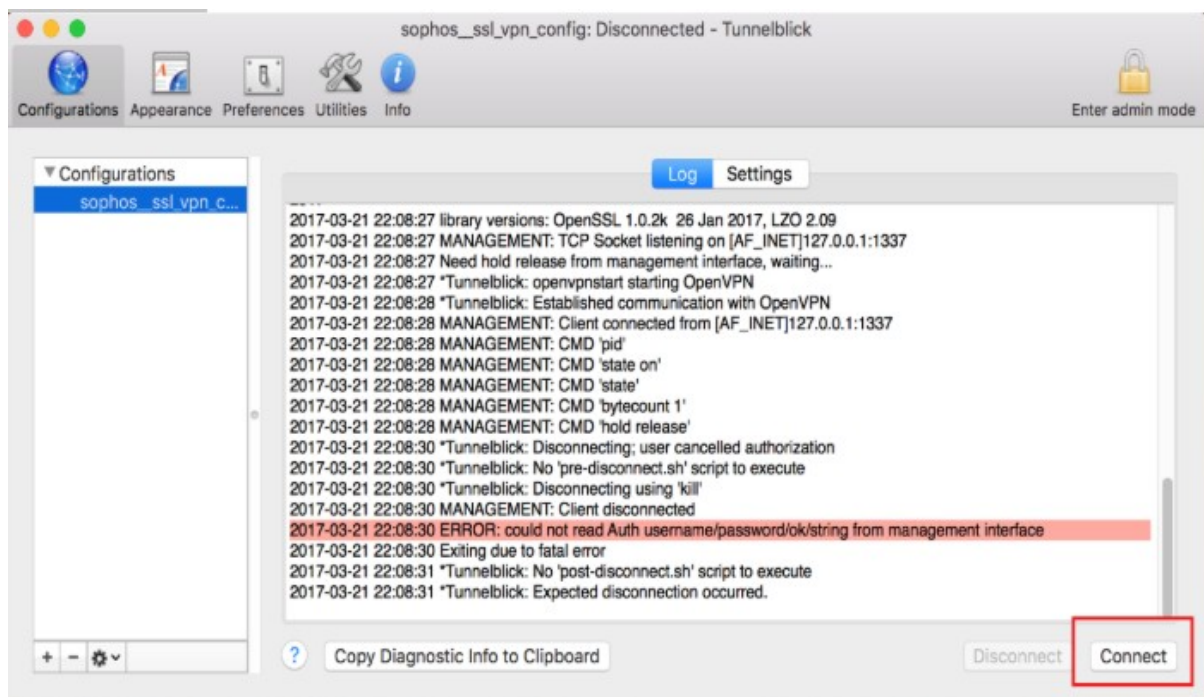 sophos__ssl_vpn_config: Disconnected - Tunnelblick
Configurations Appearance Preferences Utilities Info
Enter admin mode
Configurations
sophos__ssl_vpn_c...
Log Settings
2017-03-21 22:08:27 library versions: OpenSSL 1.0.2k 26 Jan 2017, LZO 2.09
2017-03-21 22:08:27 MANAGEMENT: TCP Socket listening on [AF_INET]127.0.0.1:1337
2017-03-21 22:08:27 Need hold release from management interface, waiting...
2017-03-21 22:08:27 *Tunnelblick: openvpnstart starting OpenVPN
2017-03-21 22:08:28 *Tunnelblick: Established communication with OpenVPN
2017-03-21 22:08:28 MANAGEMENT: Client connected from [AF_INET]127.0.0.1:1337
2017-03-21 22:08:28 MANAGEMENT: CMD 'pid'
2017-03-21 22:08:28 MANAGEMENT: CMD 'state on'
2017-03-21 22:08:28 MANAGEMENT: CMD 'state'
2017-03-21 22:08:28 MANAGEMENT: CMD 'bytecount 1'
2017-03-21 22:08:28 MANAGEMENT: CMD 'hold release'
2017-03-21 22:08:30 *Tunnelblick: Disconnecting; user cancelled authorization
2017-03-21 22:08:30 *Tunnelblick: No 'pre-disconnect.sh' script to execute
2017-03-21 22:08:30 *Tunnelblick: Disconnecting using 'kill'
2017-03-21 22:08:30 MANAGEMENT: Client disconnected
2017-03-21 22:08:30 ERROR: could not read Auth username/password/ok/string from management interface
2017-03-21 22:08:30 Exiting due to fatal error
2017-03-21 22:08:31 *Tunnelblick: No 'post-disconnect.sh' script to execute
2017-03-21 22:08:31 *Tunnelblick: Expected disconnection occurred.
+ - ? Copy Diagnostic Info to Clipboard Disconnect Connect